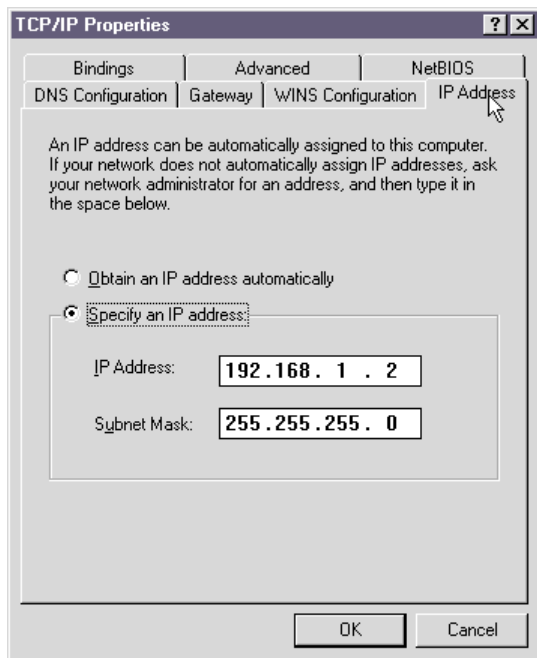 TCP/IP Properties
? ×
Bindings Advanced NetBIOS
DNS Configuration Gateway WINS Configuration IP Address
An IP address can be automatically assigned to this computer.
If your network does not automatically assign IP addresses, ask
your network administrator for an address, and then type it in
the space below.
Obtain an IP address automatically
Specify an IP address:
IP Address: 192.168. 1 . 2
Subnet Mask: 255.255.255. 0
OK Cancel